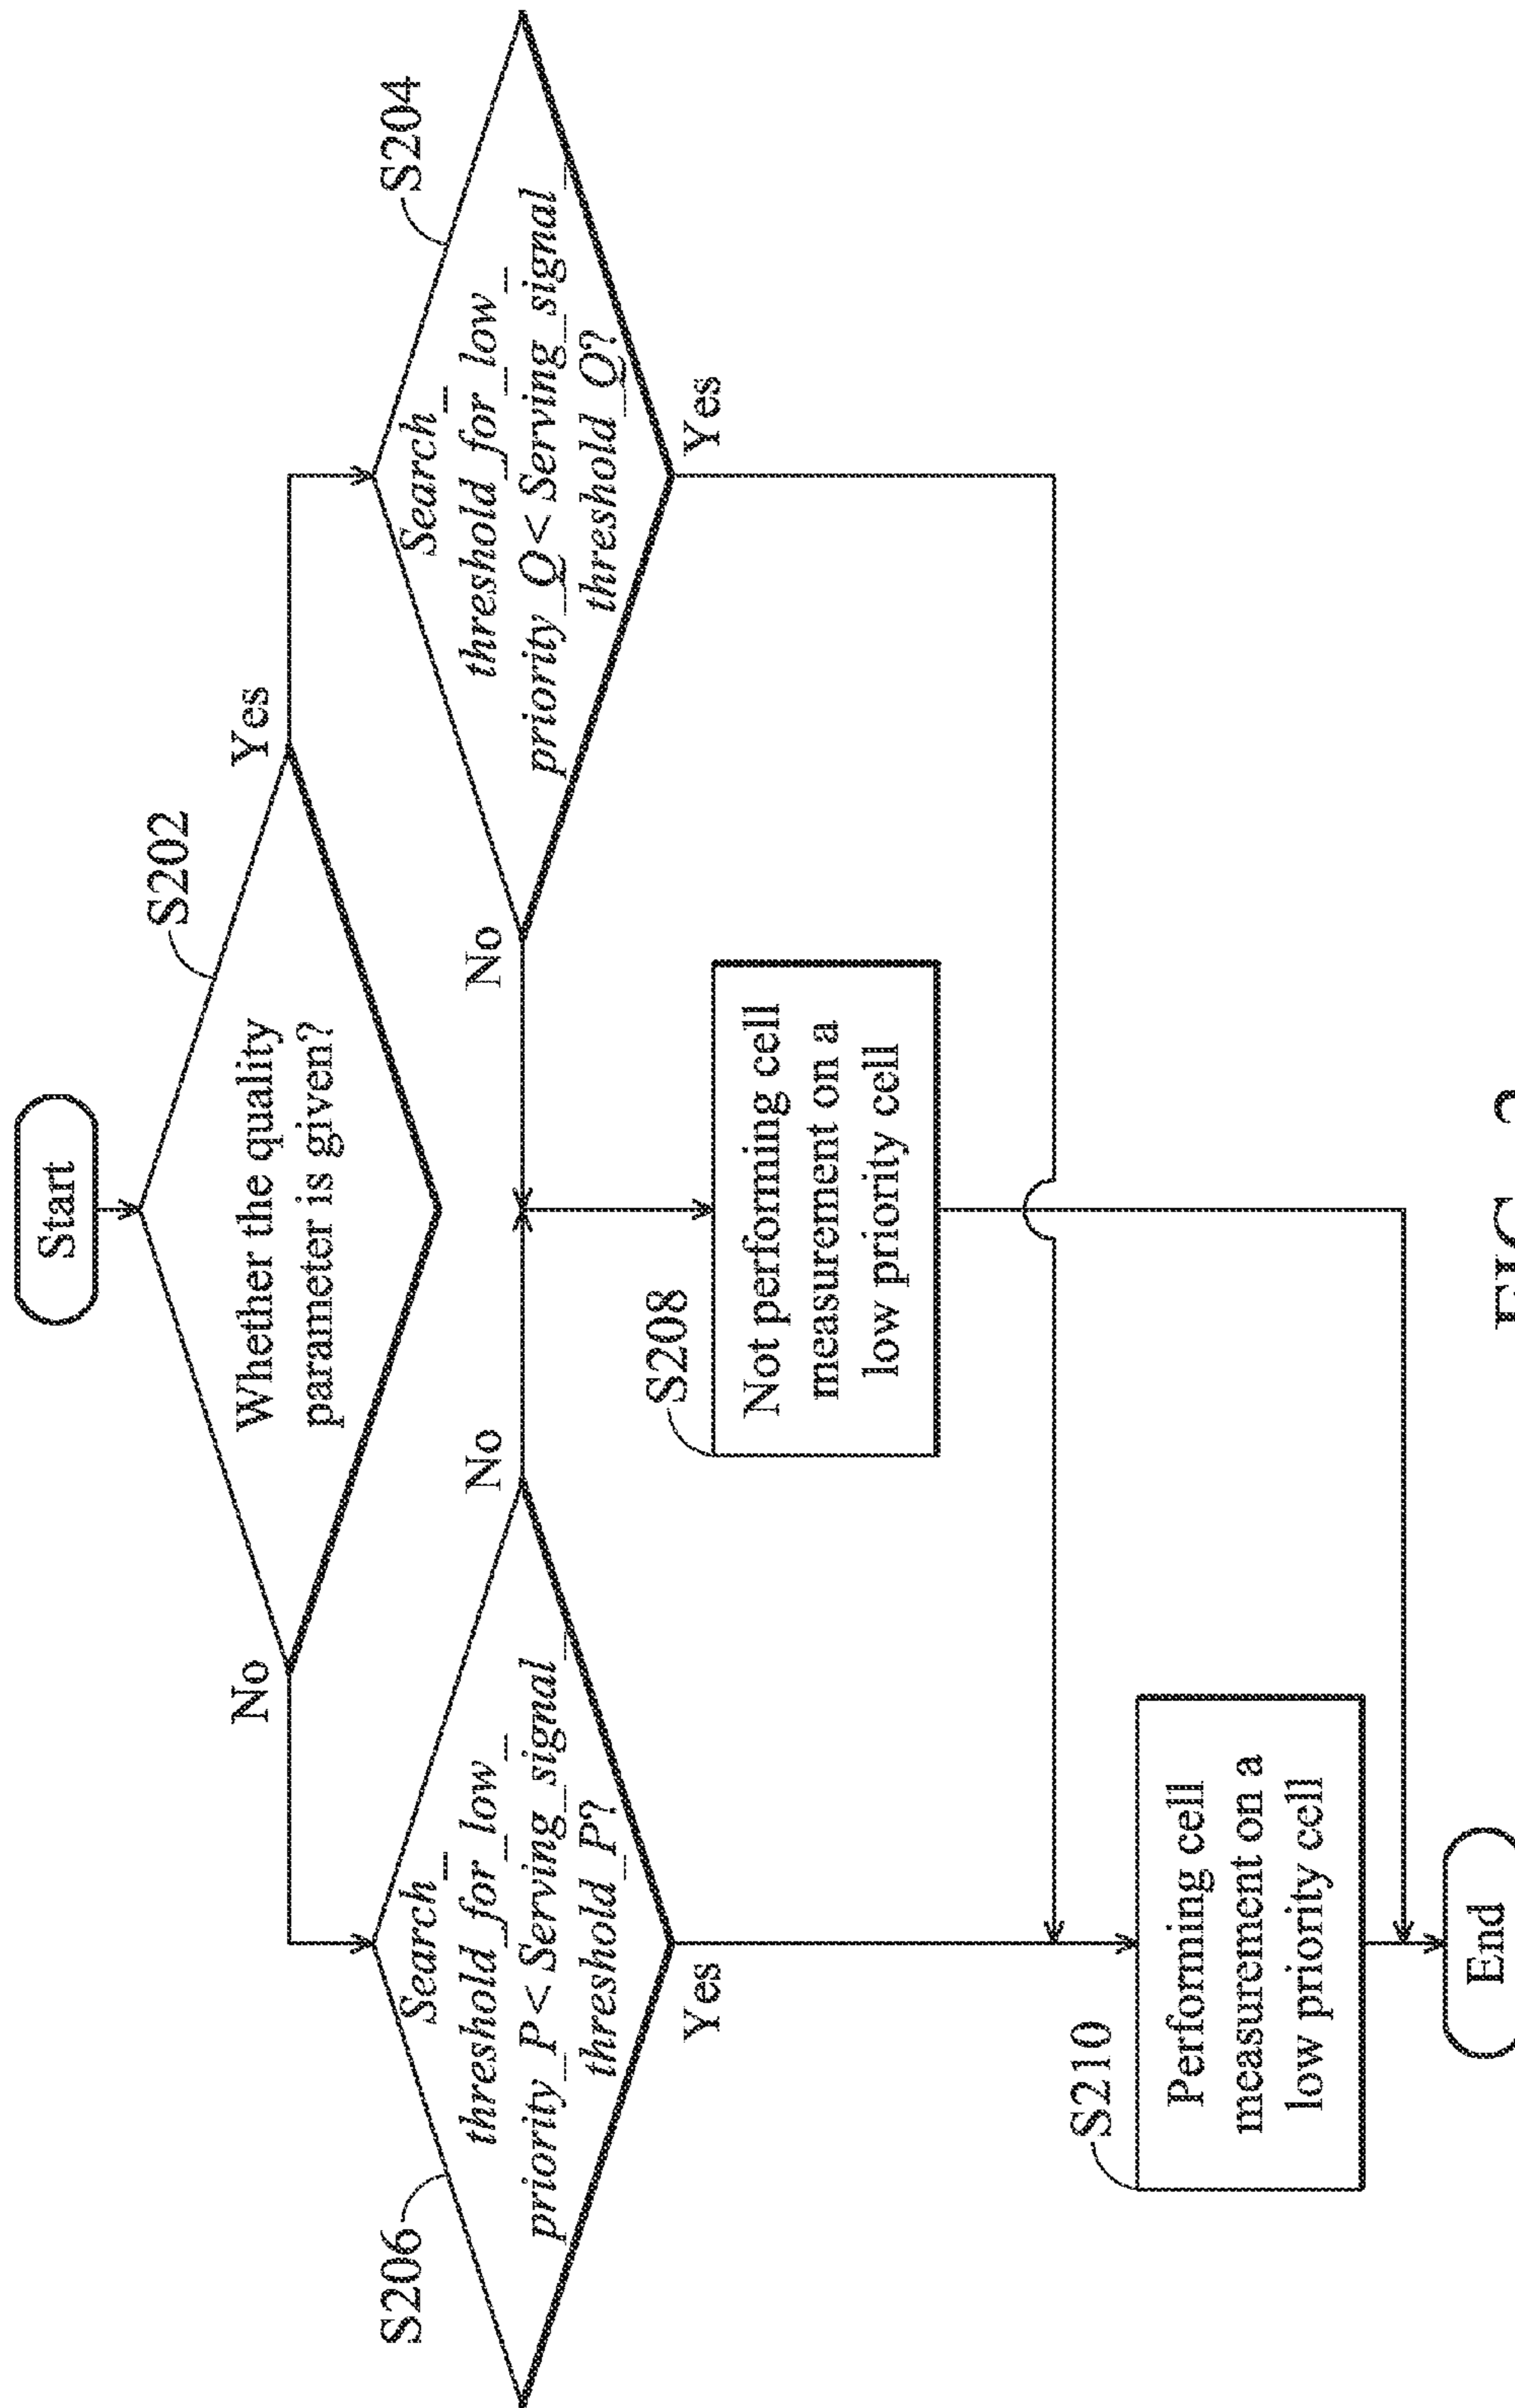 Start
S202
Whether the quality
parameter is given?
No
Yes
S206
Search_
threshold_for_low_
priority_P < Serving_signal_
threshold_P?
No
Yes
S204
Search_
threshold_for_low_
priority_Q < Serving_signal_
threshold_Q?
No
Yes
S208
Not performing cell
measurement on a
low priority cell
S210
Performing cell
measurement on a
low priority cell
End